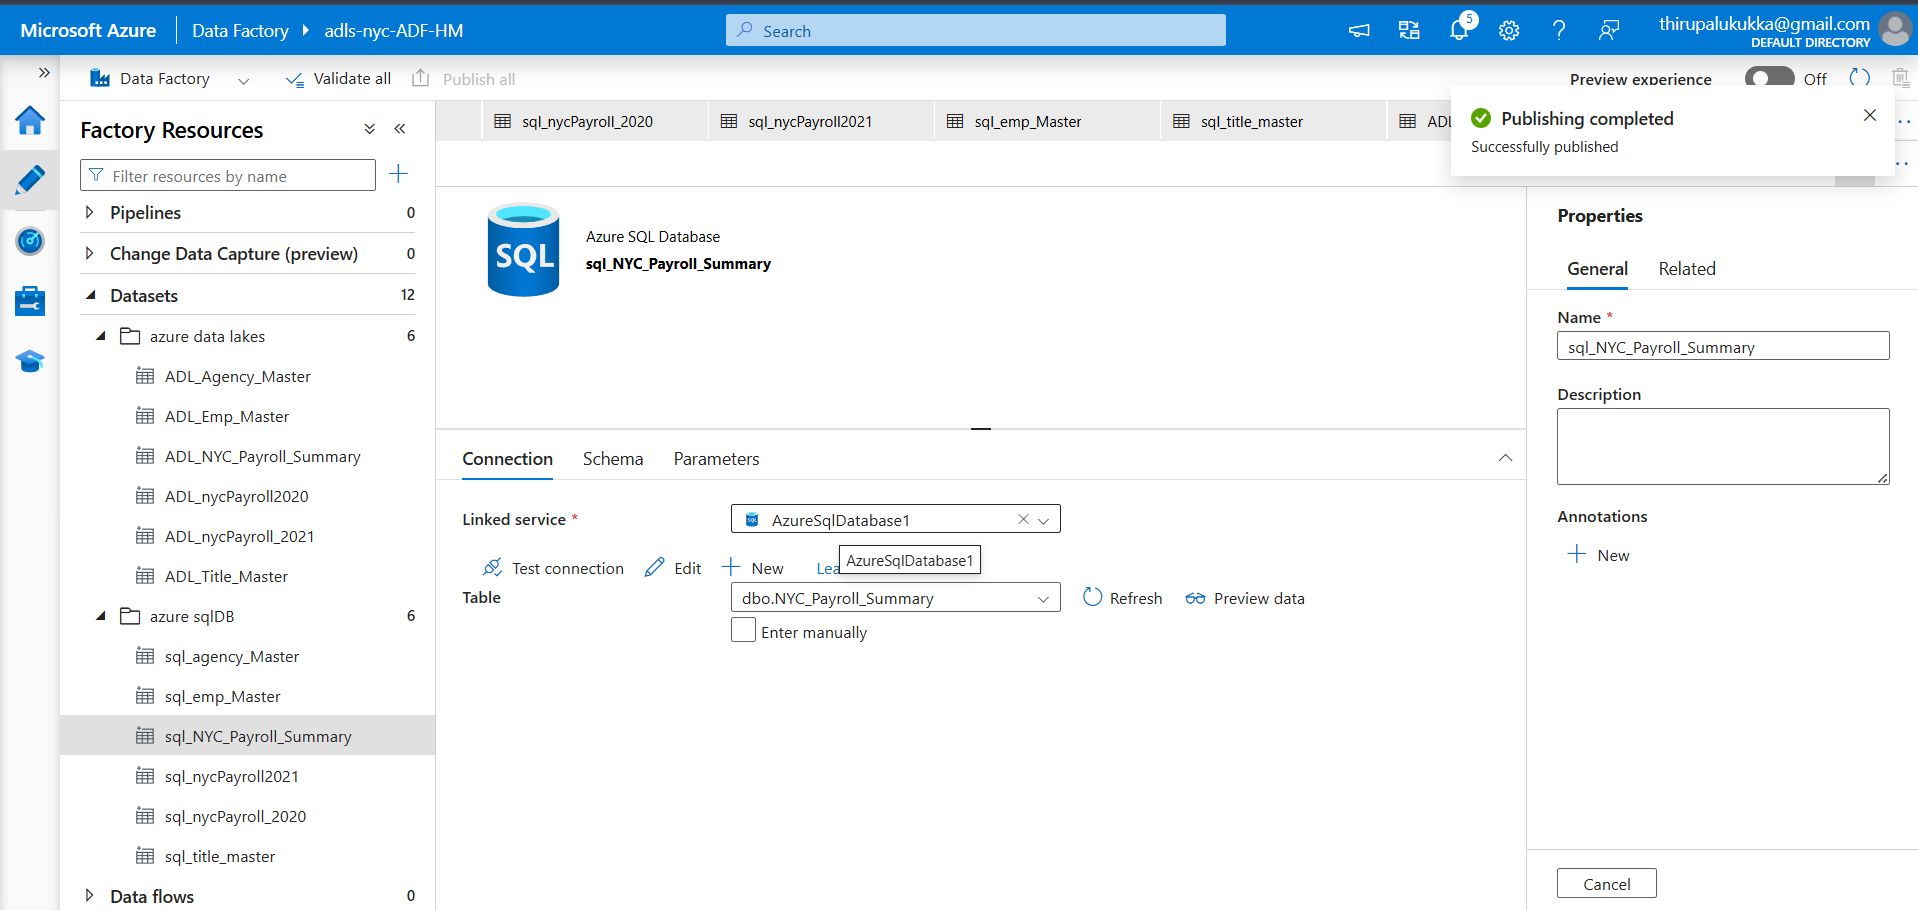 Microsoft Azure
Data Factory
adls-nyc-ADF-HM
Search
5
thirupalukukka@gmail.com
DEFAULT DIRECTORY
Data Factory
Validate all
Publish all
Preview experience
Off
Factory Resources
Filter resources by name
Pipelines 0
Change Data Capture (preview) 0
Datasets 12
azure data lakes 6
ADL_Agency_Master
ADL_Emp_Master
ADL_NYC_Payroll_Summary
ADL_nycPayroll2020
ADL_nycPayroll_2021
ADL_Title_Master
azure sqlDB 6
sql_agency_Master
sql_emp_Master
sql_NYC_Payroll_Summary
sql_nycPayroll2021
sql_nycPayroll_2020
sql_title_master
Data flows 0
sql_nycPayroll_2020
sql_nycPayroll2021
sql_emp_Master
sql_title_master
ADL
Publishing completed
Successfully published
SQL
Azure SQL Database
sql_NYC_Payroll_Summary
Connection
Schema
Parameters
Linked service *
AzureSqlDatabase1
Test connection
Edit
New
Lea
AzureSqlDatabase1
Table
dbo.NYC_Payroll_Summary
Refresh
Preview data
Enter manually
Properties
General
Related
Name *
sql_NYC_Payroll_Summary
Description
Annotations
New
Cancel